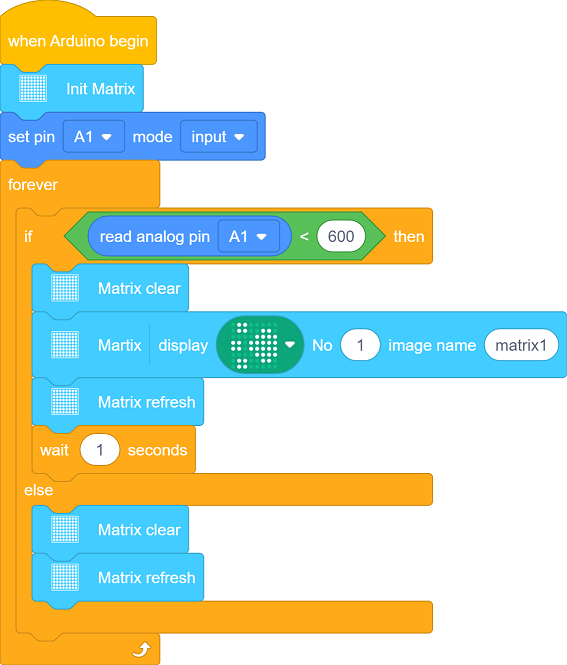 when Arduino begin
Init Matrix
set pin A1 mode input
forever
if read analog pin A1 < 600 then
Matrix clear
Martix display No 1 image name matrix1
Matrix refresh
wait 1 seconds
else
Matrix clear
Matrix refresh